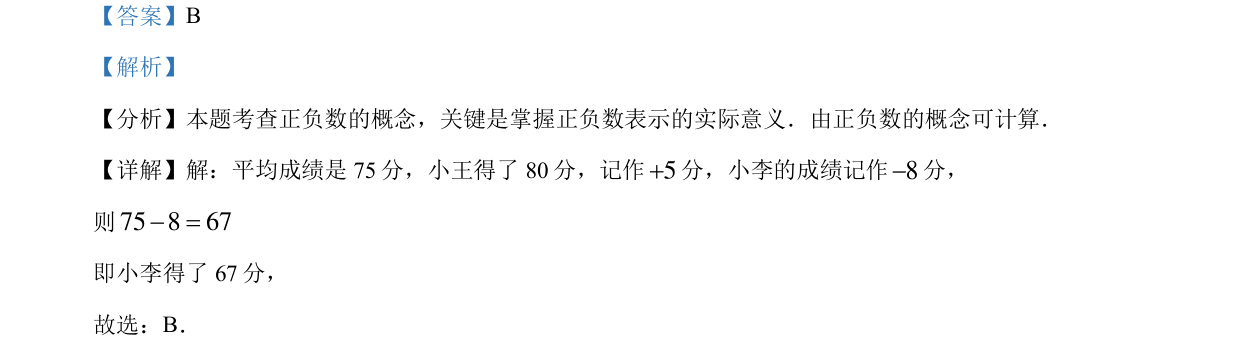 【答案】B
【解析】
【分析】本题考查正负数的概念，关键是掌握正负数表示的实际意义．由正负数的概念可计算．
【详解】解：平均成绩是 75 分，小王得了 80 分，记作 +5 分，小李的成绩记作 −8 分，
则 75 − 8 = 67
即小李得了 67 分，
故选：B．